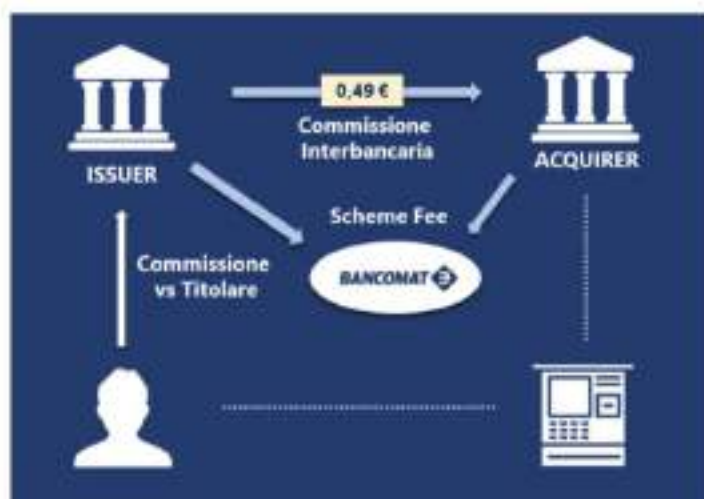 0,49 €
Commissione
Interbancaria
ISSUER
ACQUIRER
Scheme Fee
Commissione
vs Titolare
BANCOMAT